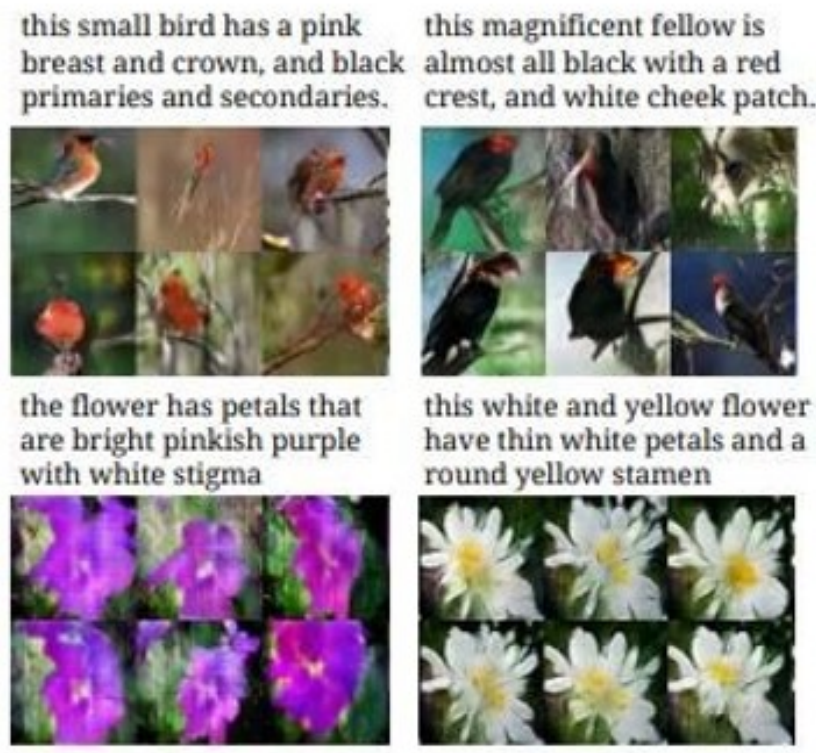 this small bird has a pink
breast and crown, and black
primaries and secondaries.
this magnificent fellow is
almost all black with a red
crest, and white cheek patch.
the flower has petals that
are bright pinkish purple
with white stigma
this white and yellow flower
have thin white petals and a
round yellow stamen